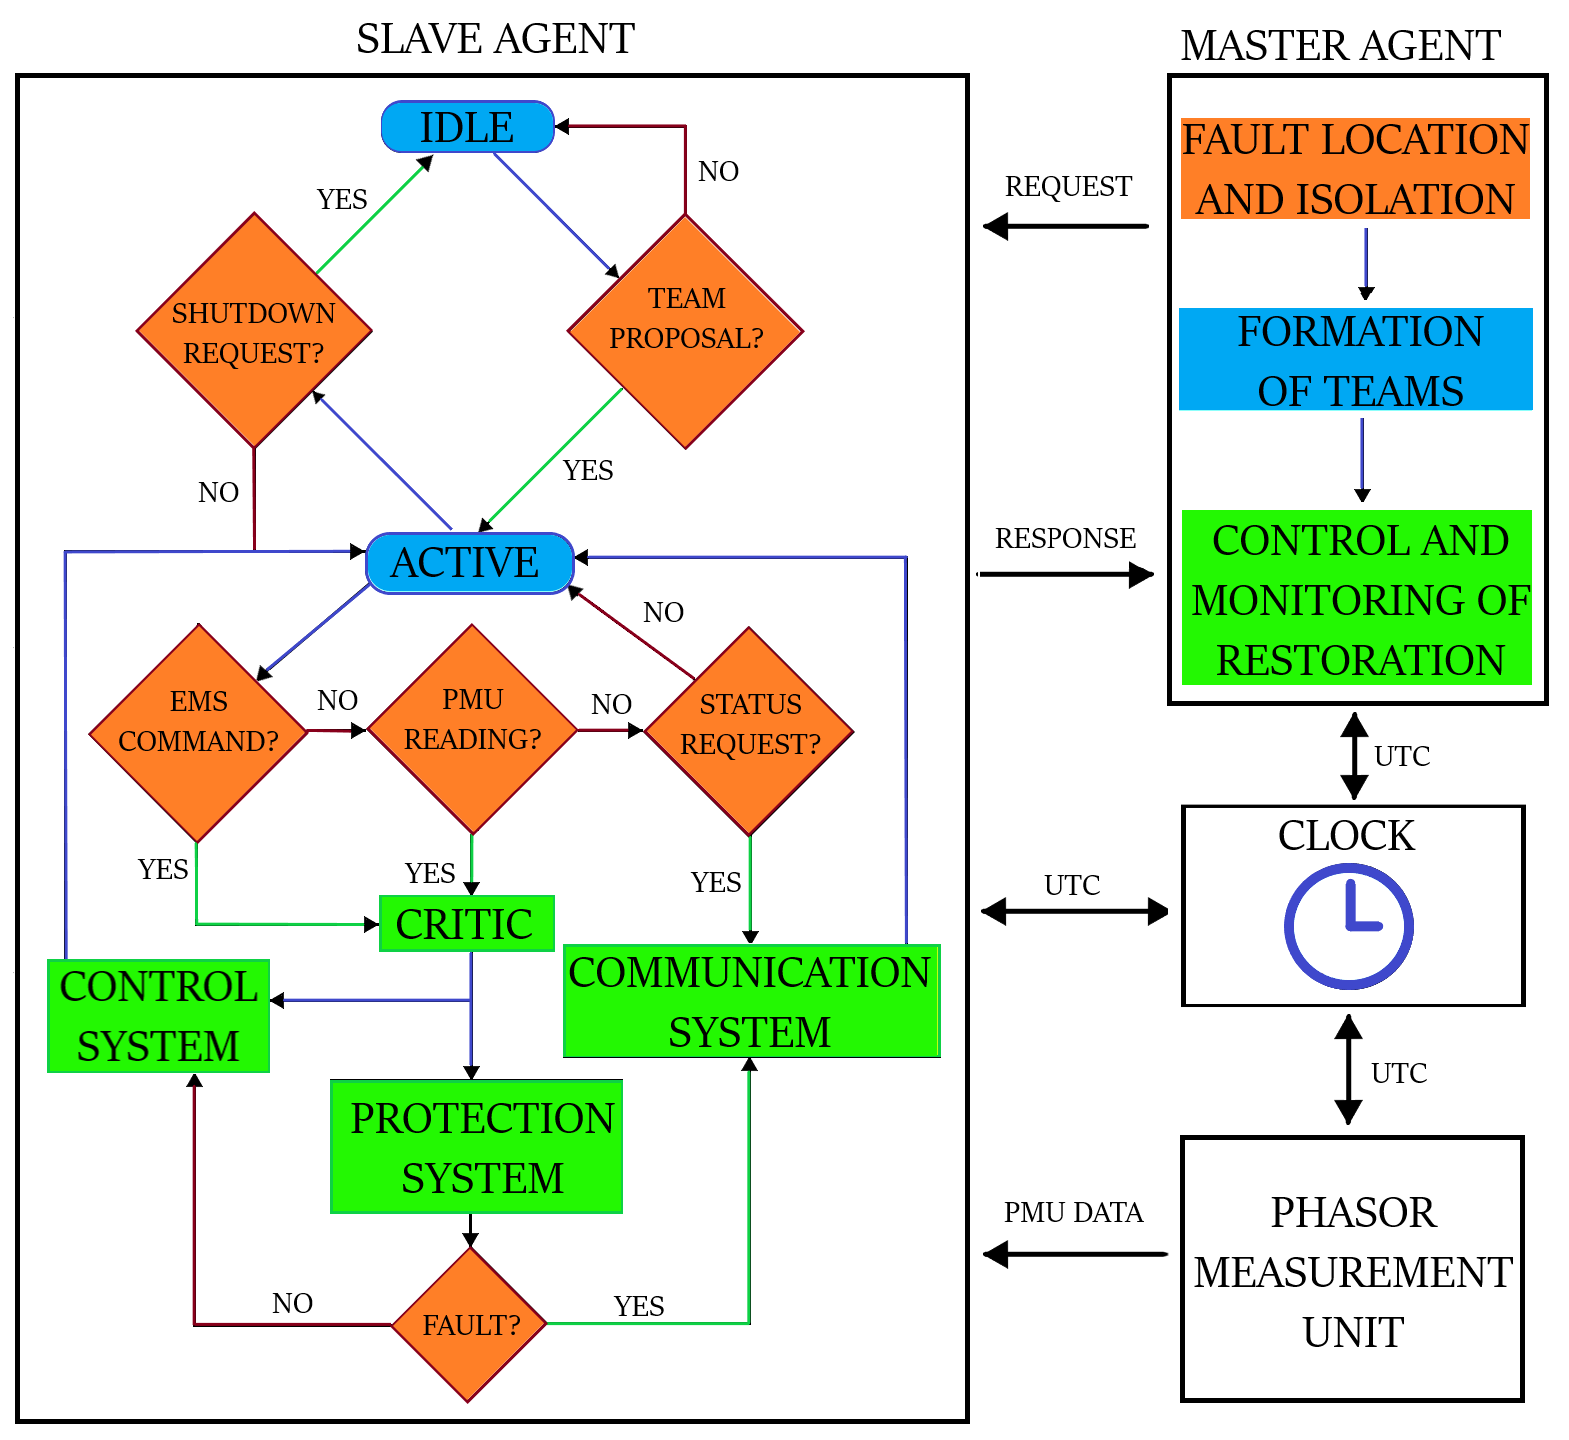 SLAVE AGENT
MASTER AGENT
IDLE
NO
YES
SHUTDOWN
REQUEST?
TEAM
PROPOSAL?
NO
YES
ACTIVE
NO
EMS
COMMAND?
NO
PMU
READING?
NO
STATUS
REQUEST?
YES
YES
YES
CRITIC
CONTROL
SYSTEM
COMMUNICATION
SYSTEM
PROTECTION
SYSTEM
NO
FAULT?
YES
REQUEST
RESPONSE
UTC
PMU DATA
FAULT LOCATION
AND ISOLATION
FORMATION
OF TEAMS
CONTROL AND
MONITORING OF
RESTORATION
UTC
CLOCK
UTC
PHASOR
MEASUREMENT
UNIT